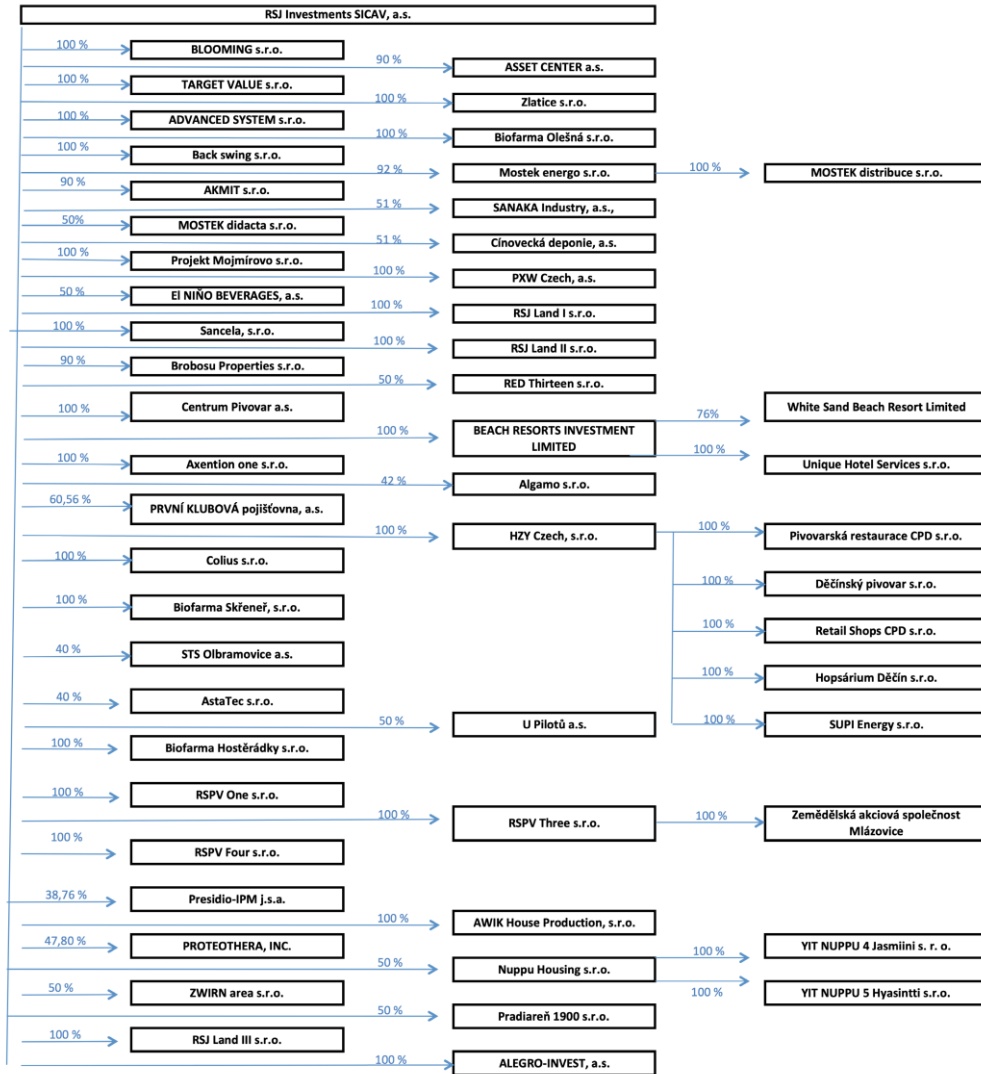 RSJ Investments SICAV, a.s.
100 %
BLOOMING s.r.o.
90 %
ASSET CENTER a.s.
100 %
TARGET VALUE s.r.o.
100 %
Zlatice s.r.o.
100 %
ADVANCED SYSTEM s.r.o.
100 %
Biofarma Olešná s.r.o.
100 %
Back swing s.r.o.
92 %
Mostek energo s.r.o.
100 %
MOSTEK distribuce s.r.o.
90 %
AKMIT s.r.o.
51 %
SANAKA Industry, a.s.,
50%
MOSTEK didacta s.r.o.
51 %
Cínovecká deponie, a.s.
100 %
Projekt Mojmírovo s.r.o.
100 %
PXW Czech, a.s.
50 %
El NIŇO BEVERAGES, a.s.
100 %
RSJ Land I s.r.o.
100 %
Sancela, s.r.o.
100 %
RSJ Land II s.r.o.
90 %
Brobosu Properties s.r.o.
50 %
RED Thirteen s.r.o.
100 %
Centrum Pivovar a.s.
76%
White Sand Beach Resort Limited
100 %
BEACH RESORTS INVESTMENT
LIMITED
100 %
Unique Hotel Services s.r.o.
100 %
Axention one s.r.o.
42 %
Algamo s.r.o.
60,56 %
PRVNÍ KLUBOVÁ pojišťovna, a.s.
100 %
HZY Czech, s.r.o.
100 %
Pivovarská restaurace CPD s.r.o.
100 %
Colius s.r.o.
100 %
Děčínský pivovar s.r.o.
100 %
Biofarma Skřeneř, s.r.o.
100 %
Retail Shops CPD s.r.o.
40 %
STS Olbramovice a.s.
100 %
Hopsárium Děčín s.r.o.
40 %
AstaTec s.r.o.
50 %
U Pilotů a.s.
100 %
SUPI Energy s.r.o.
100 %
Biofarma Hostěrádky s.r.o.
100 %
RSPV One s.r.o.
100 %
RSPV Three s.r.o.
100 %
Zemědělská akciová společnost
Mlázovice
100 %
RSPV Four s.r.o.
38,76 %
Presidio-IPM j.s.a.
100 %
AWIK House Production, s.r.o.
47,80 %
PROTEOTHERA, INC.
100 %
YIT NUPPU 4 Jasmiini s. r. o.
50 %
Nuppu Housing s.r.o.
100 %
YIT NUPPU 5 Hyasintti s.r.o.
50 %
ZWIRN area s.r.o.
50 %
Pradiareň 1900 s.r.o.
100 %
RSJ Land III s.r.o.
100 %
ALEGRO-INVEST, a.s.